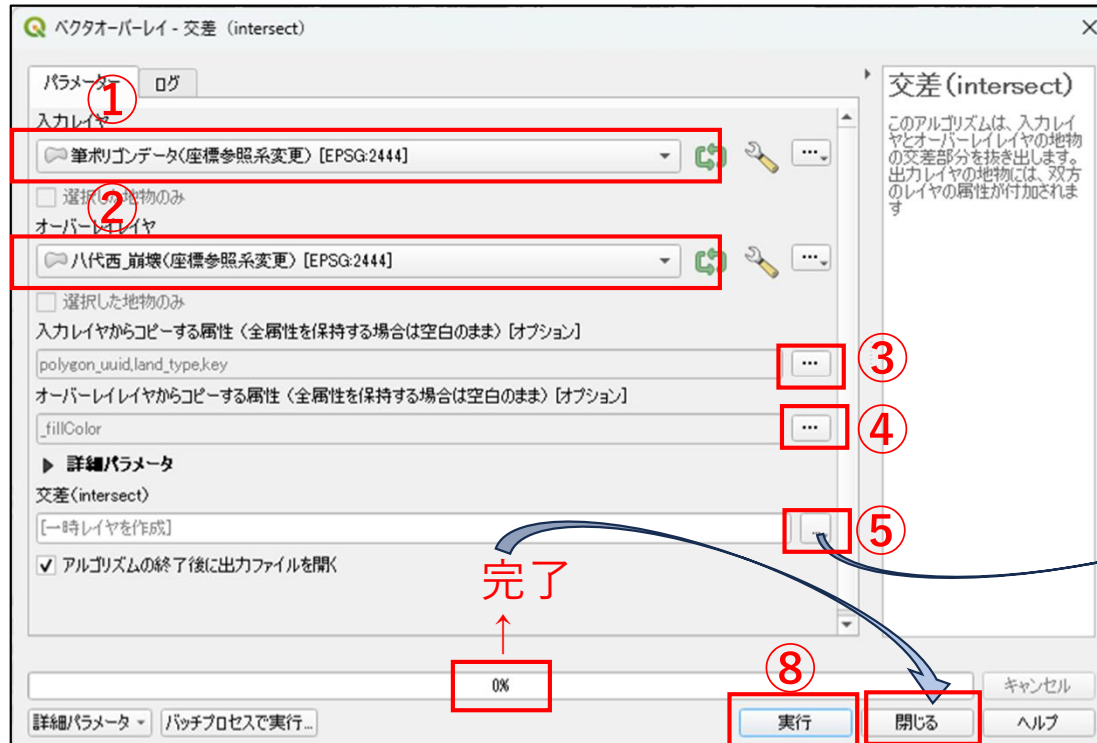 ベクタオーバーレイ - 交差（intersect）
パラメーター ログ
①
入力レイヤ
筆ポリゴンデータ(座標参照系変更) [EPSG:2444]
選択した地物のみ
②
オーバーレイレイヤ
八代西_崩壊(座標参照系変更) [EPSG:2444]
選択した地物のみ
入力レイヤからコピーする属性（全属性を保持する場合は空白のまま）[オプション]
polygon_uuid,land_type,key
…
③
オーバーレイレイヤからコピーする属性（全属性を保持する場合は空白のまま）[オプション]
_fillColor
…
④
▶ 詳細パラメータ
交差(intersect)
[一時レイヤを作成]
…
⑤
✓ アルゴリズムの終了後に出力ファイルを開く
完了
↑
0%
⑧
キャンセル
詳細パラメータ バッチプロセスで実行... 実行 閉じる ヘルプ
交差(intersect)
このアルゴリズムは、入力レイ
ヤとオーバーレイレイヤの地物
の交差部分を抜き出します。
出力レイヤの地物には、双方
のレイヤの属性が付加されま
す